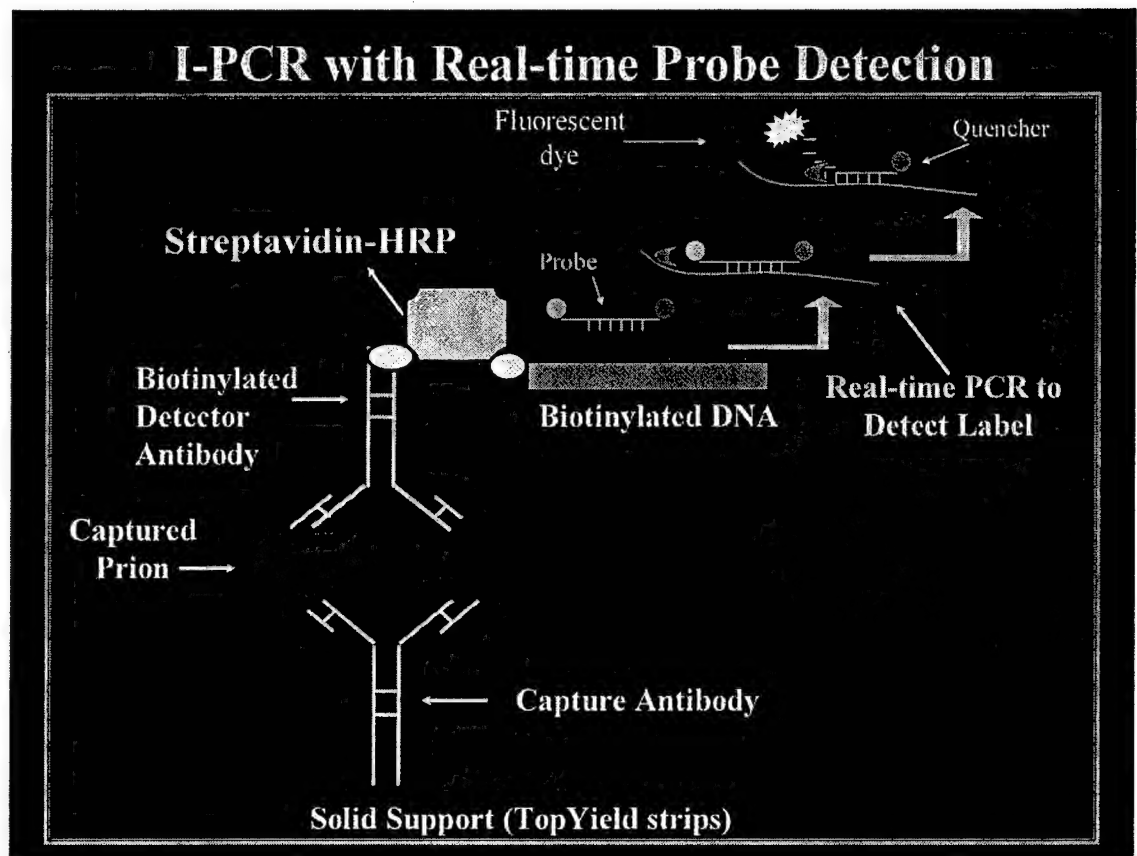 I-PCR with Real-time Probe Detection
Fluorescent
dye
Quencher
Streptavidin-HRP
Probe
Biotinylated
Detector
Antibody
Biotinylated DNA
Real-time PCR to
Detect Label
Captured
Prion
Capture Antibody
Solid Support (TopYield strips)